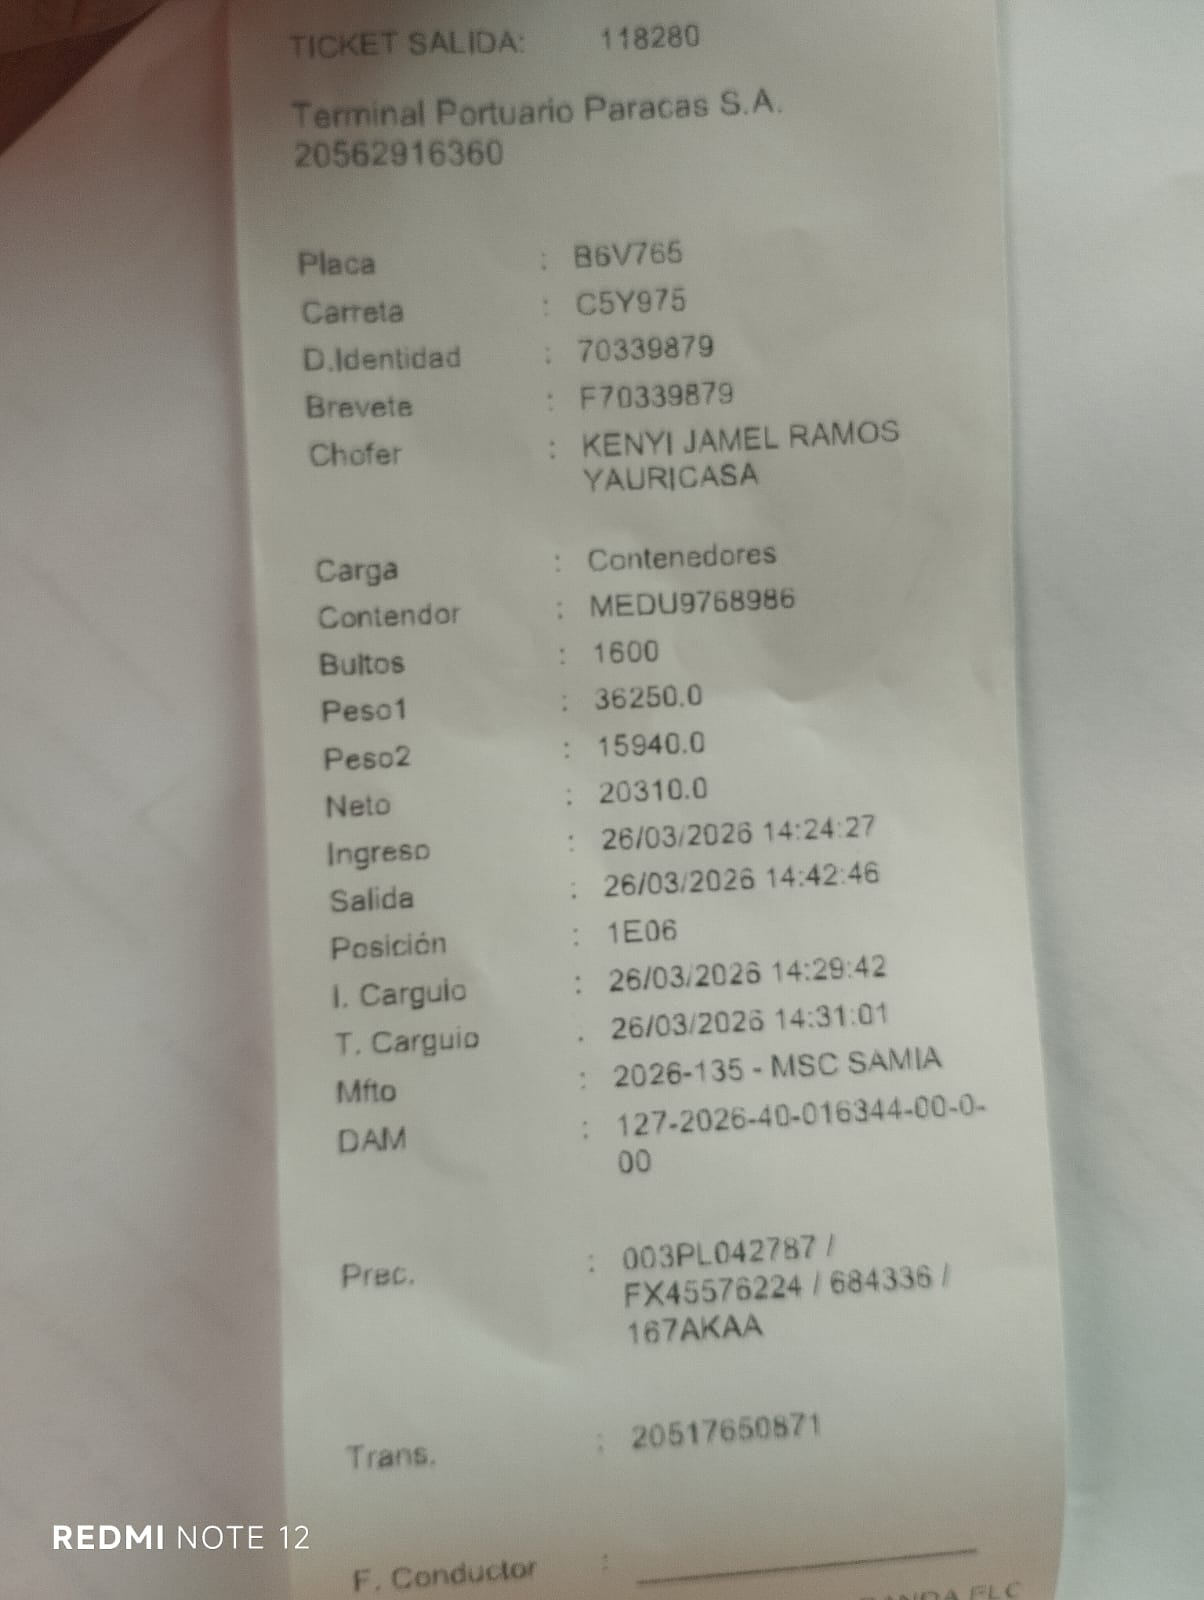 TICKET SALIDA: 118280
Terminal Portuario Paracas S.A.
20562916360
Placa : B6V765
Carreta : C5Y975
D.Identidad : 70339879
Brevete : F70339879
Chofer : KENYI JAMEL RAMOS
YAURICASA
Carga : Contenedores
Contendor : MEDU9768986
Bultos : 1600
Peso1 : 36250.0
Peso2 : 15940.0
Neto : 20310.0
Ingreso : 26/03/2026 14:24:27
Salida : 26/03/2026 14:42:46
Posición : 1E06
I. Carguio : 26/03/2026 14:29:42
T. Carguio : 26/03/2026 14:31:01
Mfto : 2026-135 - MSC SAMIA
DAM : 127-2026-40-016344-00-0-
00
Prec. : 003PL042787 /
FX45576224 / 684336 /
167AKAA
Trans. : 20517650871
F. Conductor :
REDMI NOTE 12